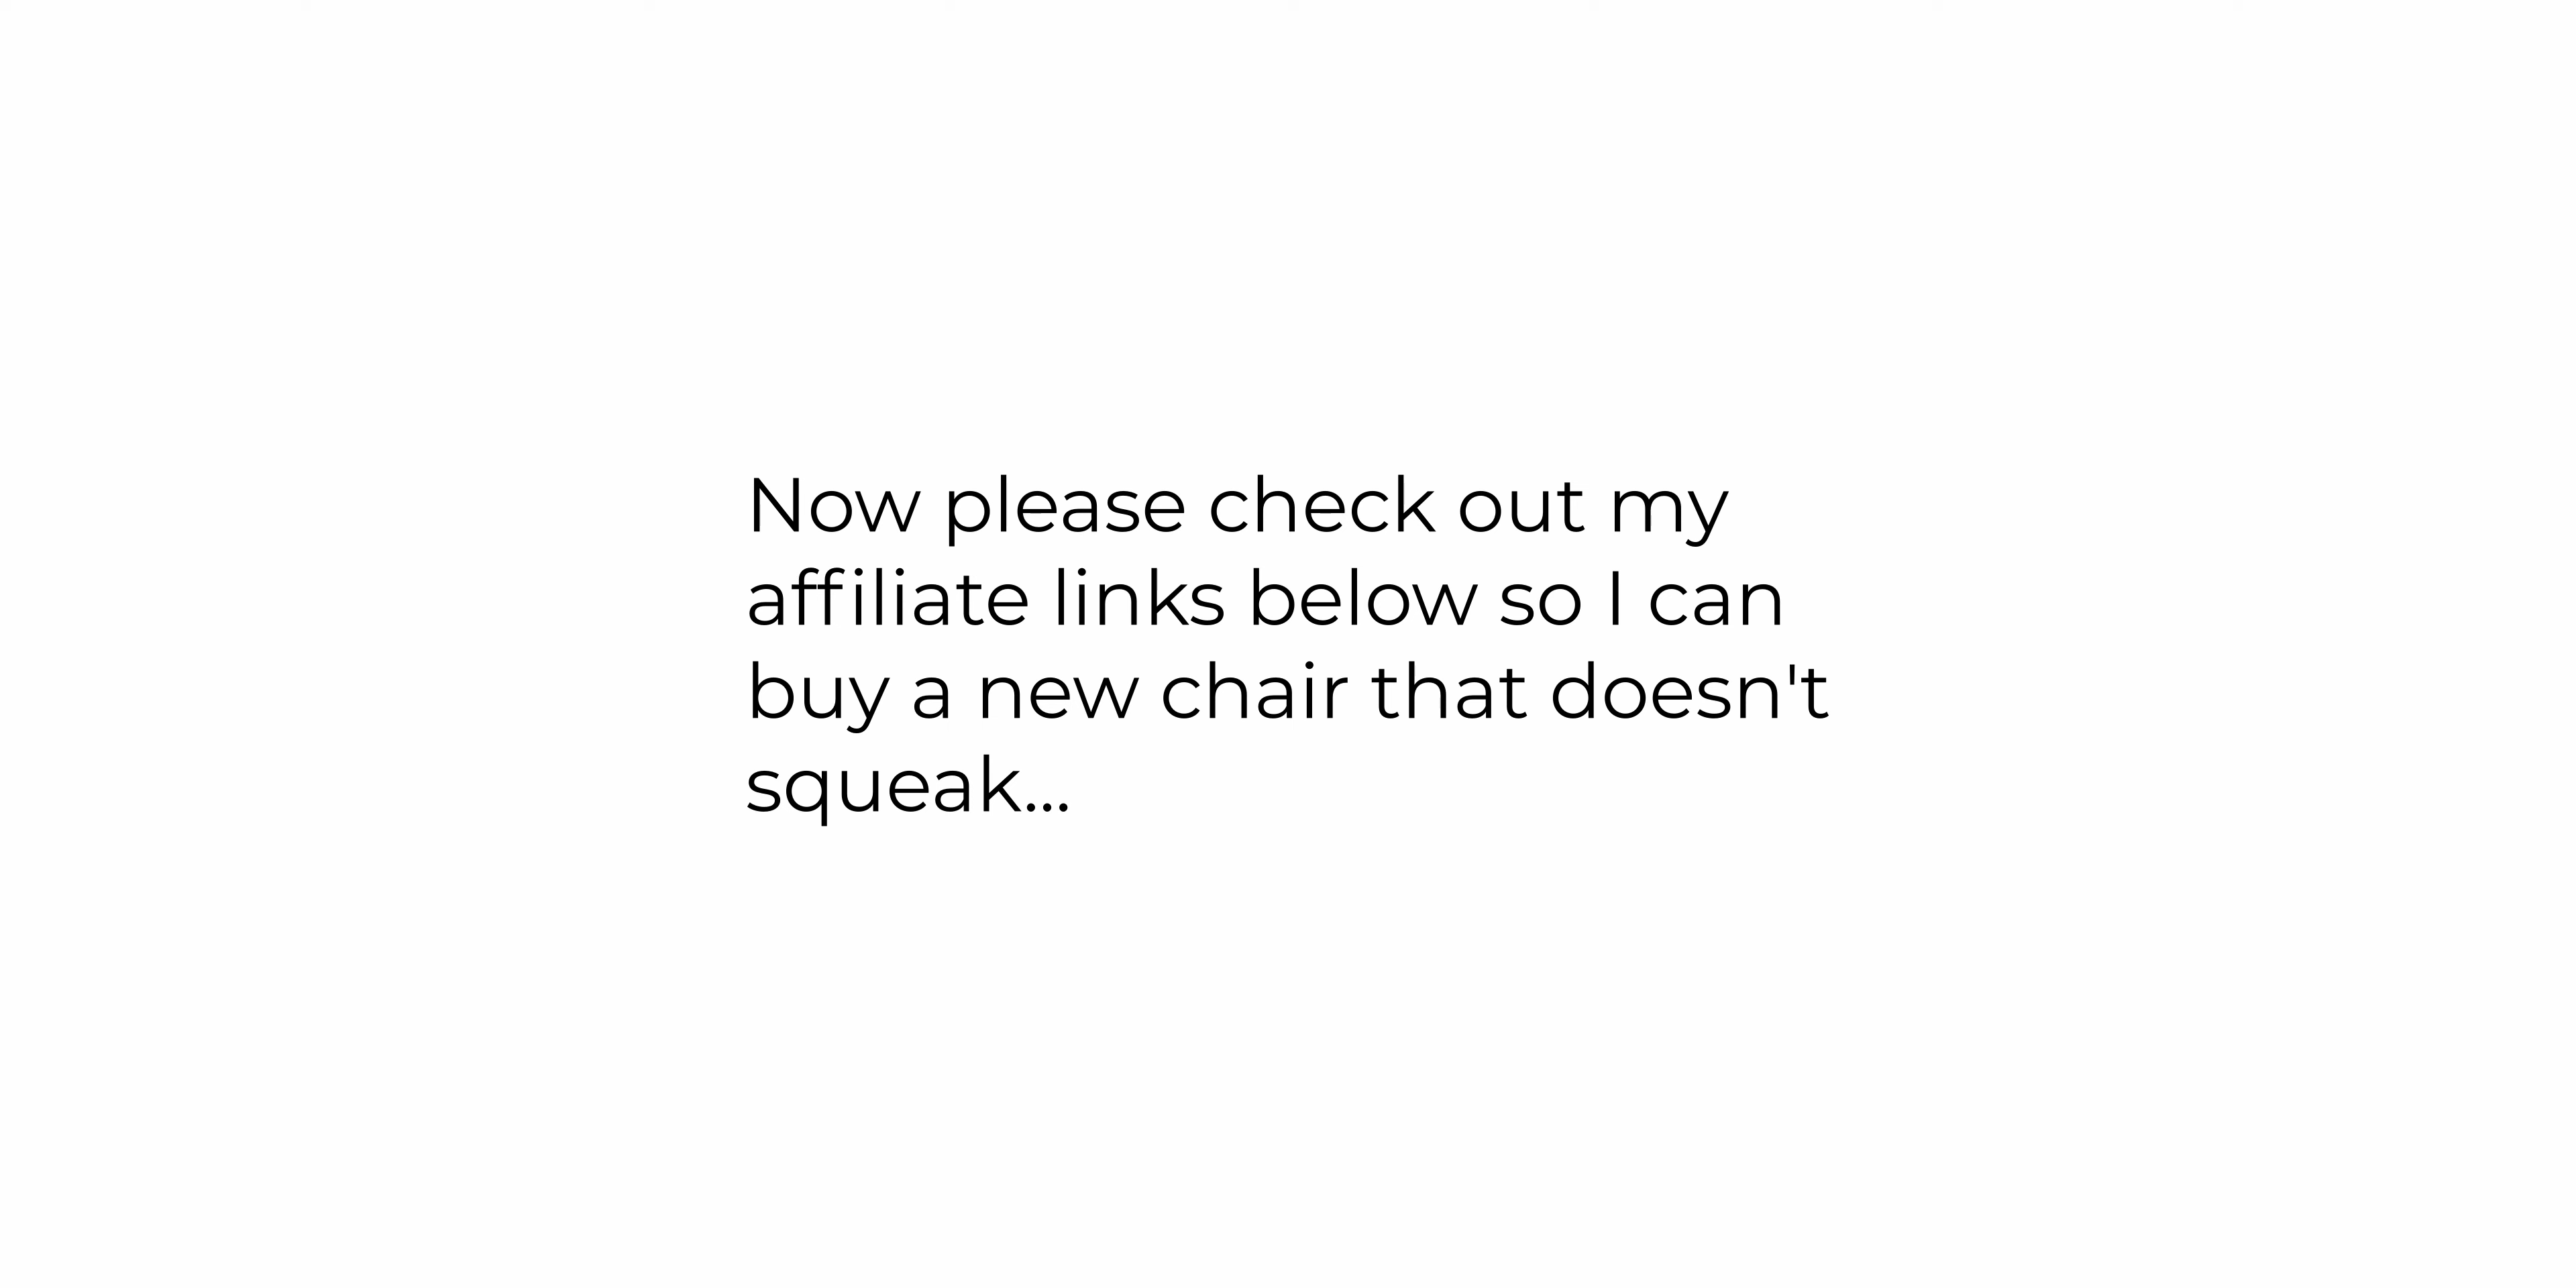 Now please check out my
affiliate links below so I can
buy a new chair that doesn't
squeak...